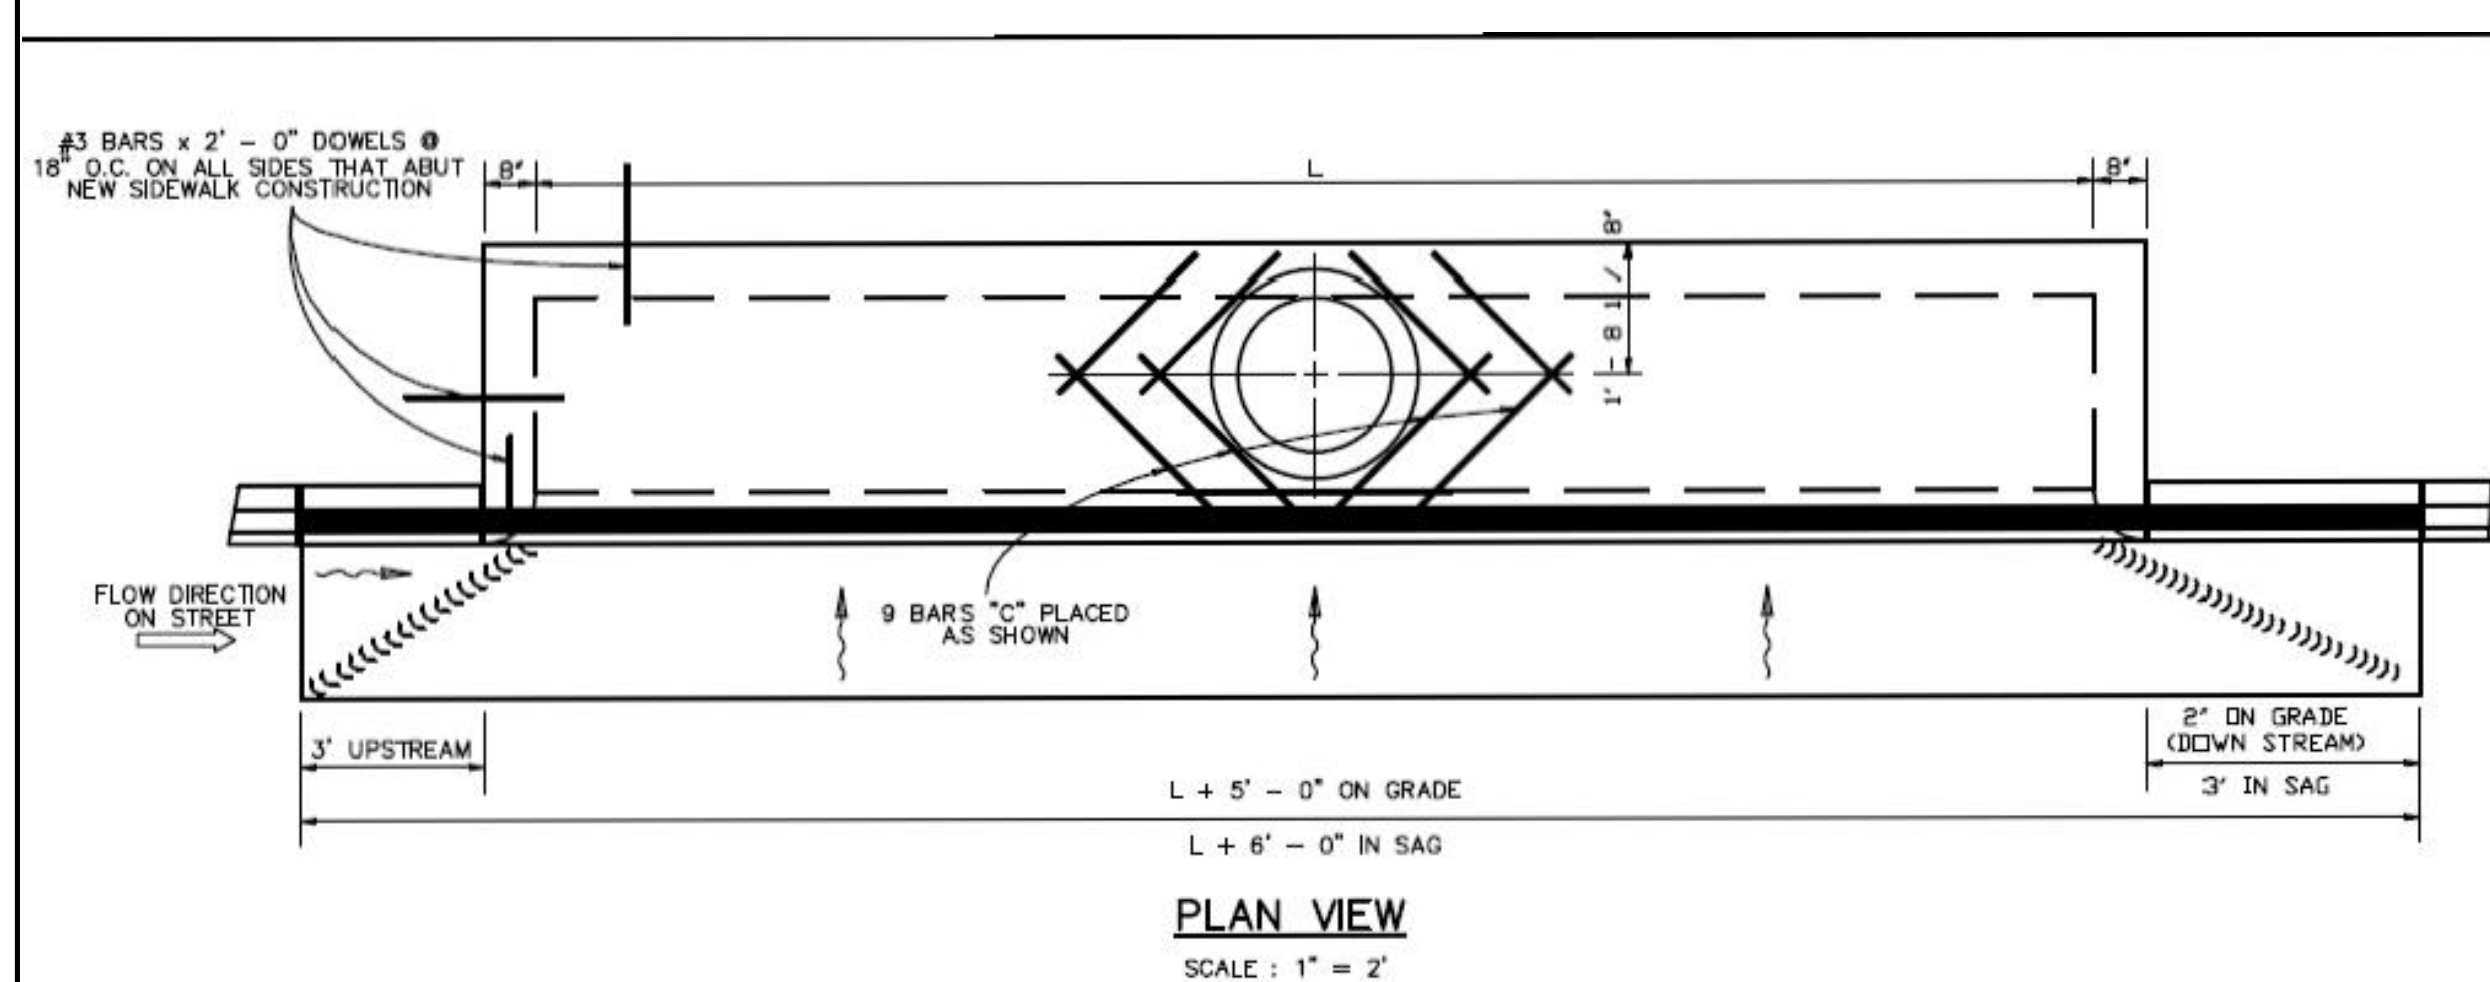 #3 BARS x 2' – 0" DOWELS @
18" O.C. ON ALL SIDES THAT ABUT
NEW SIDEWALK CONSTRUCTION
8"
L
8"
1' – 8 1 / 8"
FLOW DIRECTION
ON STREET
9 BARS "C" PLACED
AS SHOWN
3' UPSTREAM
2' ON GRADE
(DOWN STREAM)
3' IN SAG
L + 5' – 0" ON GRADE
L + 6' – 0" IN SAG
PLAN VIEW
SCALE : 1" = 2'